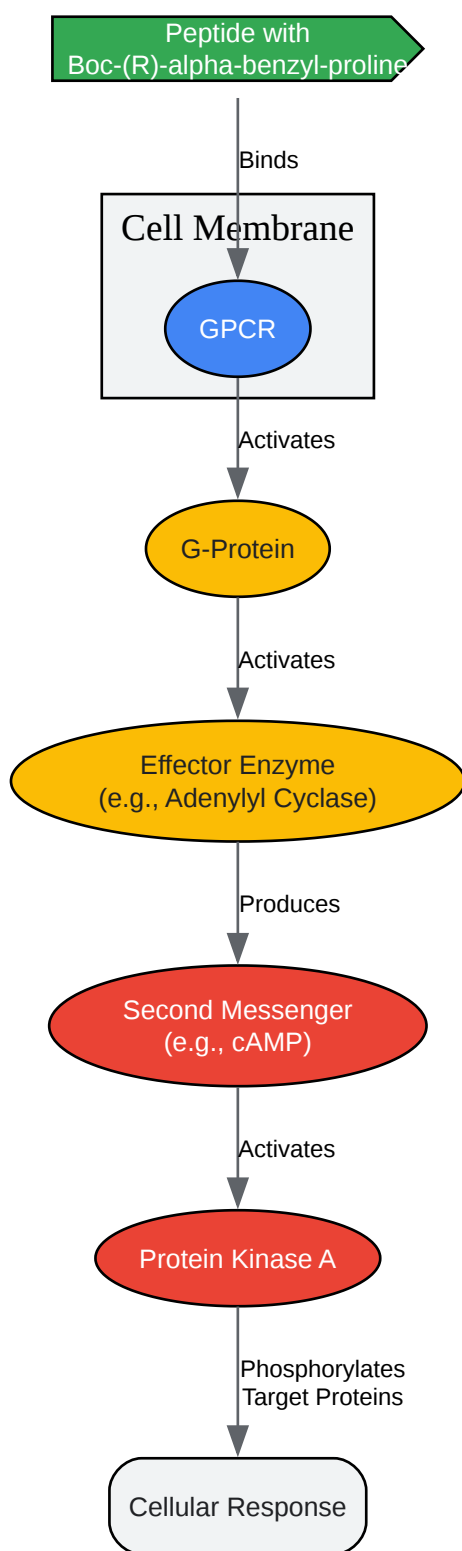 Peptide with
Boc-(R)-alpha-benzyl-proline
Binds
Cell Membrane
GPCR
Activates
G-Protein
Activates
Effector Enzyme
(e.g., Adenylyl Cyclase)
Produces
Second Messenger
(e.g., cAMP)
Activates
Protein Kinase A
Phosphorylates
Target Proteins
Cellular Response